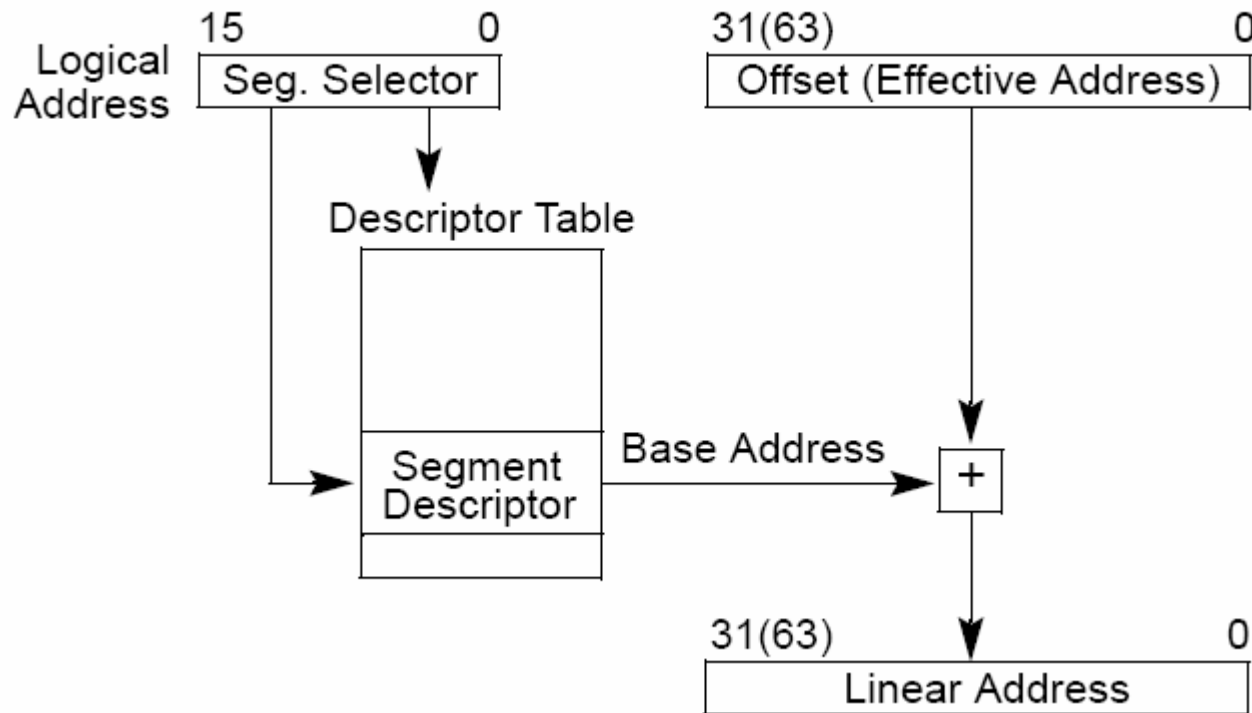 15 0
31(63) 0
Logical
Address
Seg. Selector
Offset (Effective Address)
Descriptor Table
Base Address
Segment
Descriptor
+
31(63) 0
Linear Address